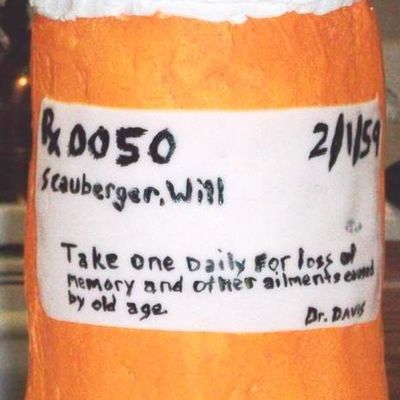 Rx 0050 2/1/59
Scauberger, Will
Take one Daily For loss of
memory and other ailments caused
by old age.
Dr. DAVIS